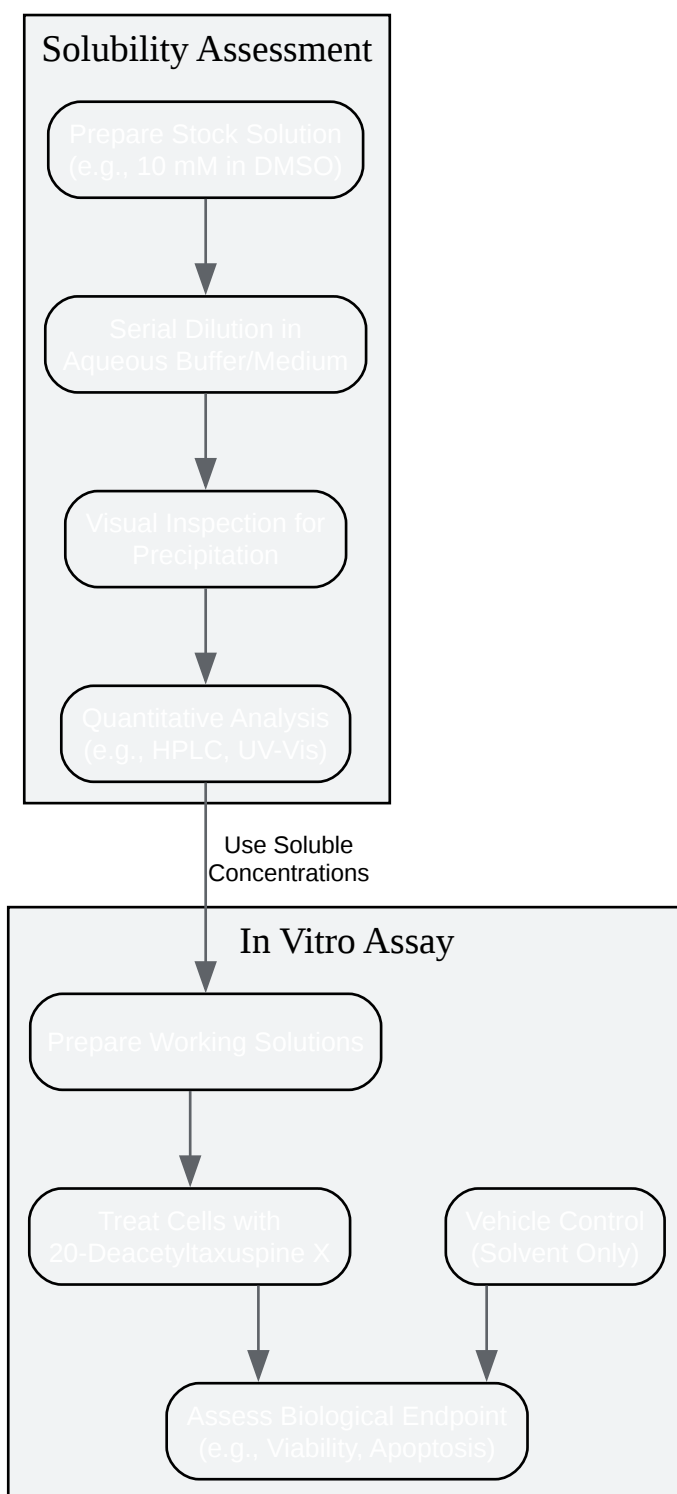 Solubility Assessment
Prepare Stock Solution
(e.g., 10 mM in DMSO)
Serial Dilution in
Aqueous Buffer/Medium
Visual Inspection for
Precipitation
Quantitative Analysis
(e.g., HPLC, UV-Vis)
Use Soluble
Concentrations
In Vitro Assay
Prepare Working Solutions
Treat Cells with
20-Deacetyltaxuspine X
Vehicle Control
(Solvent Only)
Assess Biological Endpoint
(e.g., Viability, Apoptosis)